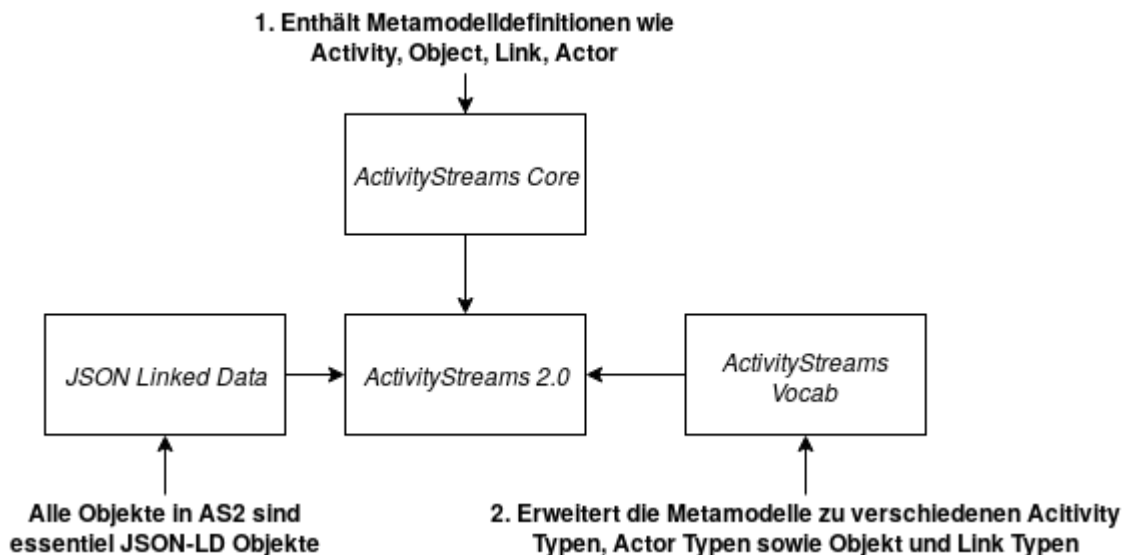 1. Enthält Metamodelldefinitionen wie
Activity, Object, Link, Actor
ActivityStreams Core
JSON Linked Data
ActivityStreams 2.0
ActivityStreams
Vocab
Alle Objekte in AS2 sind
essentiel JSON-LD Objekte
2. Erweitert die Metamodelle zu verschiedenen Acitivity
Typen, Actor Typen sowie Objekt und Link Typen